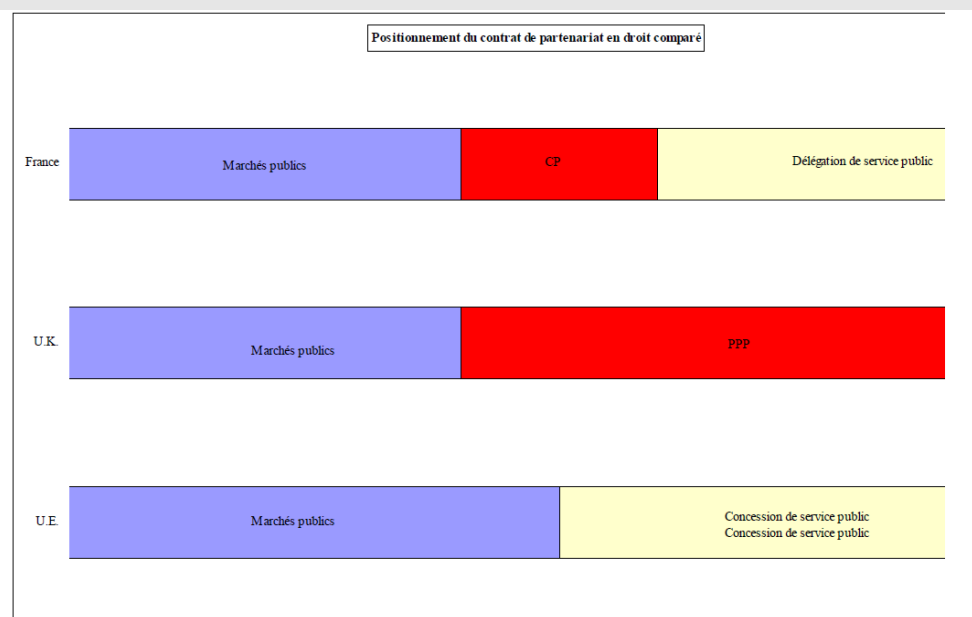 Positionnement du contrat de partenariat en droit comparé
France
Marchés publics
CP
Délégation de service public
U.K.
Marchés publics
PPP
U.E.
Marchés publics
Concession de service public
Concession de service public